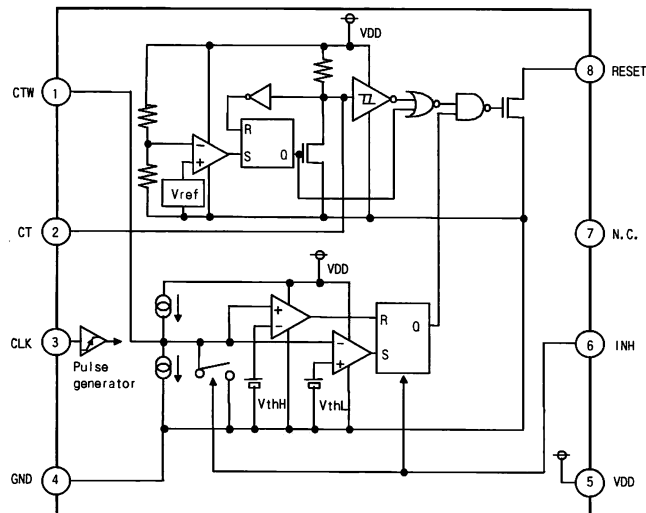 VDD
8 RESET
CTW 1
R
S
Q
Vref
CT 2
7 N.C.
VDD
CLK 3
Pulse
generator
R
Q
S
6 INH
VthH
VthL
GND 4
5 VDD